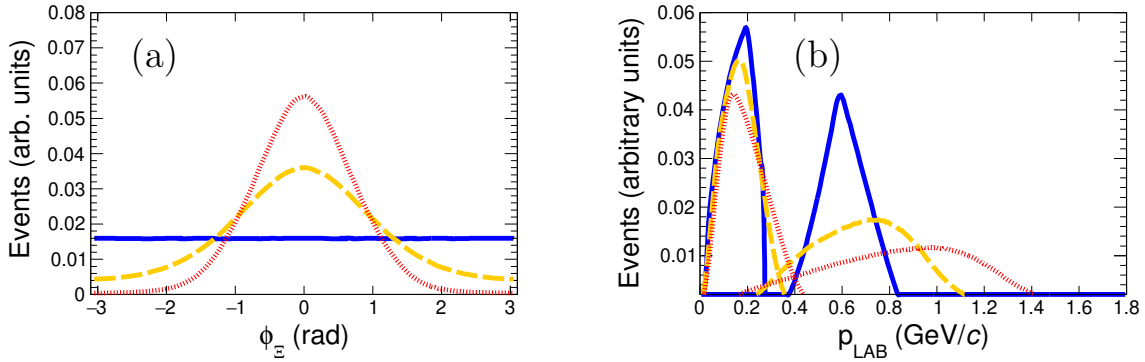 0.08
0.07
0.06
0.05
0.04
0.03
0.02
0.01
0
Events (arb. units)
(a)
−3 −2 −1 0 1 2 3
ϕΞ (rad)
0.06
0.05
0.04
0.03
0.02
0.01
Events (arbitrary units)
(b)
0 0.2 0.4 0.6 0.8 1 1.2 1.4 1.6 1.8
pLAB (GeV/c)